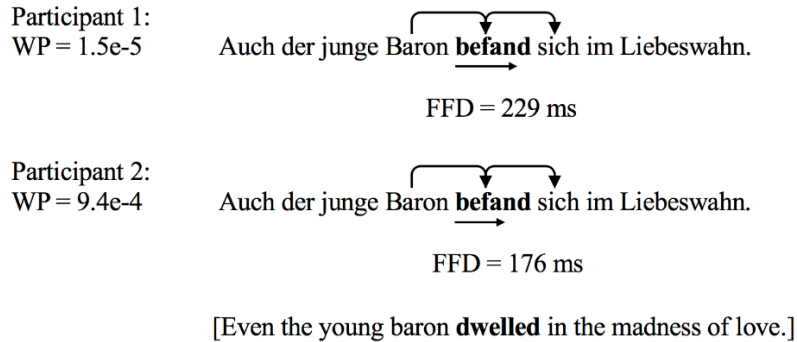 Participant 1:
WP = 1.5e-5 Auch der junge Baron befand sich im Liebeswahn.
FFD = 229 ms
Participant 2:
WP = 9.4e-4 Auch der junge Baron befand sich im Liebeswahn.
FFD = 176 ms
[Even the young baron dwelled in the madness of love.]